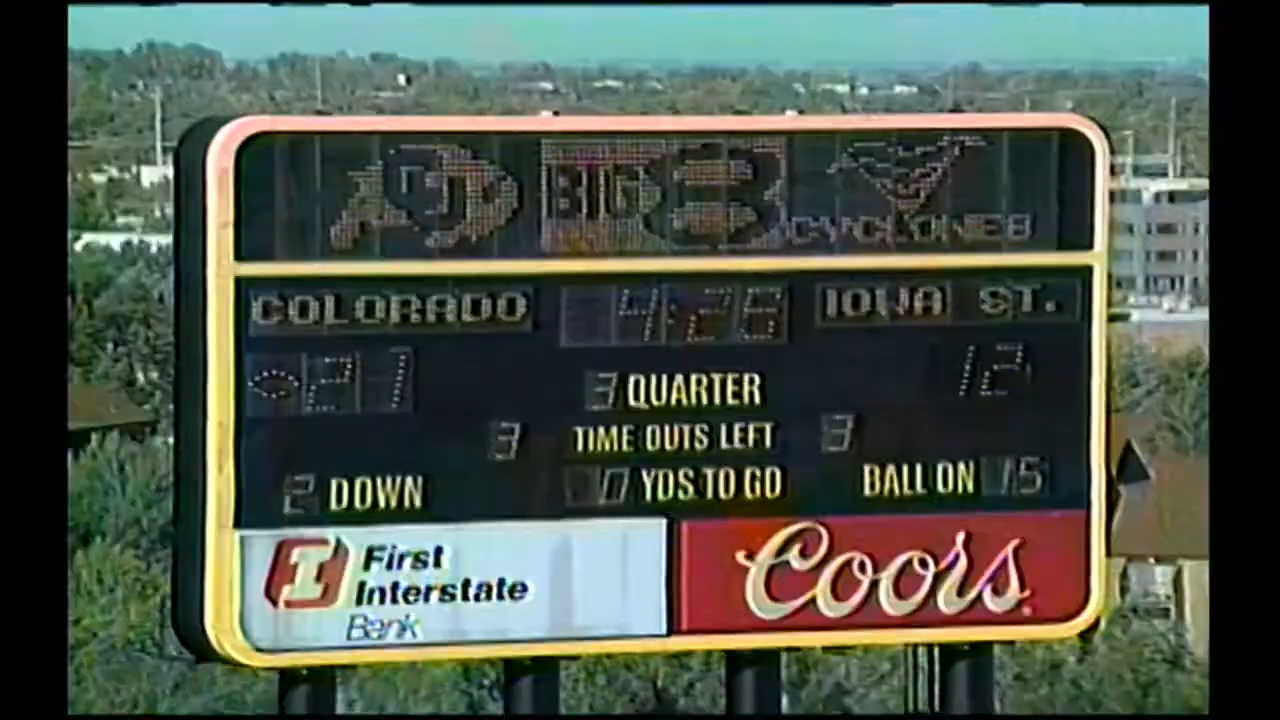 BIG 8
CYCLONES
COLORADO 4:26 IOWA ST.
27 12
3 QUARTER
3 TIME OUTS LEFT 3
2 DOWN 0 YDS TO GO BALL ON 15
I First
Interstate
Bank
Coors